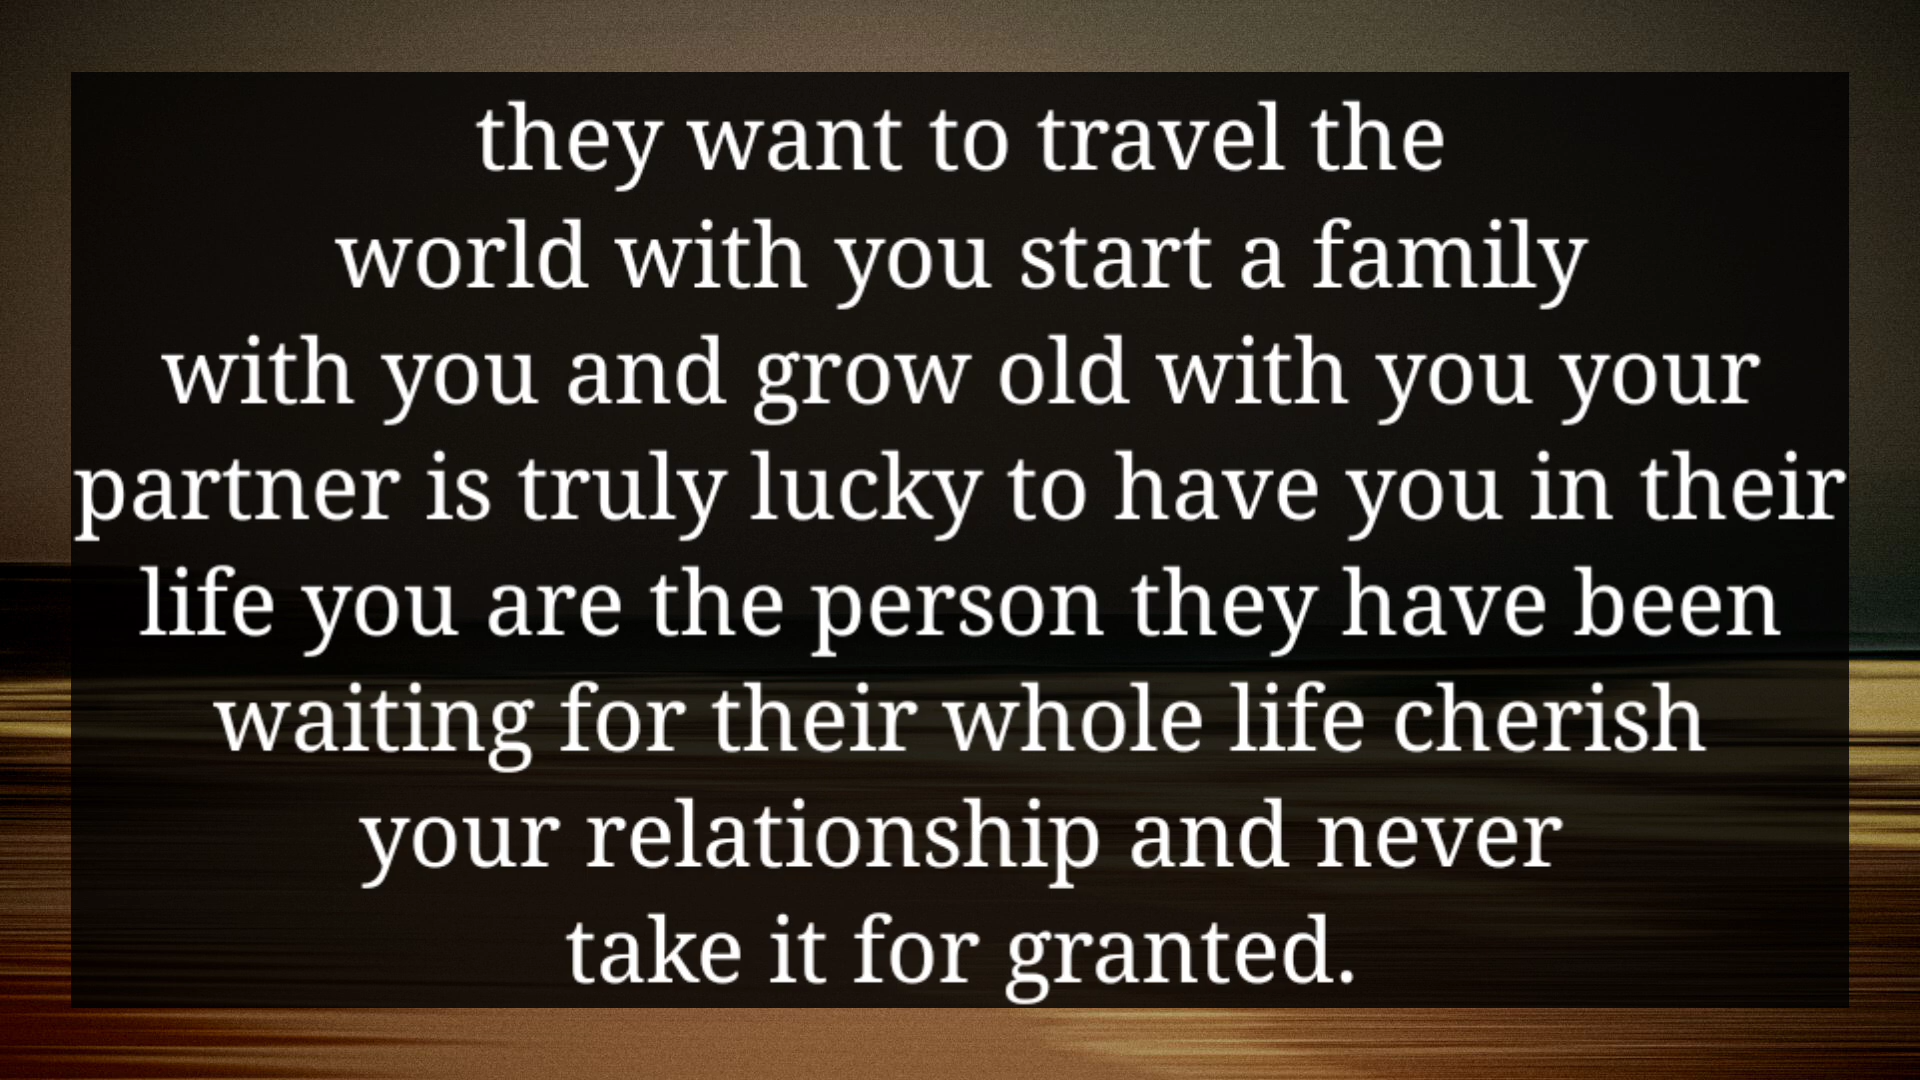 they want to travel the
world with you start a family
with you and grow old with you your
partner is truly lucky to have you in their
life you are the person they have been
waiting for their whole life cherish
your relationship and never
take it for granted.